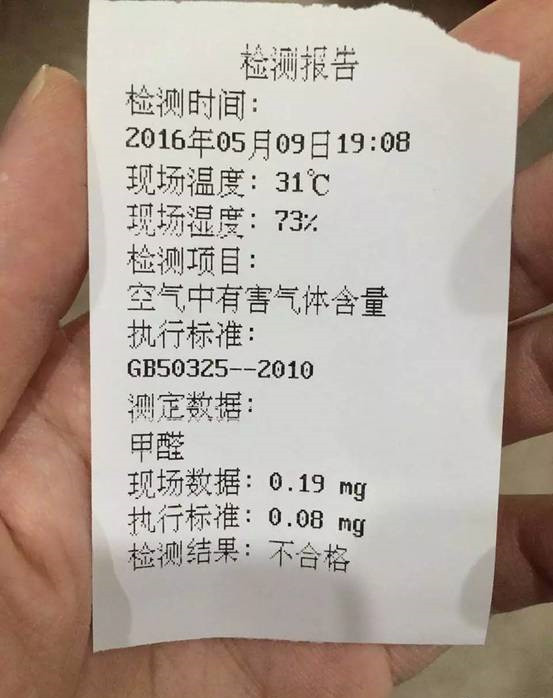 检测报告
检测时间:
2016年05月09日19:08
现场温度: 31℃
现场湿度: 73%
检测项目:
空气中有害气体含量
执行标准:
GB50325--2010
测定数据:
甲醛
现场数据: 0.19 mg
执行标准: 0.08 mg
检测结果: 不合格